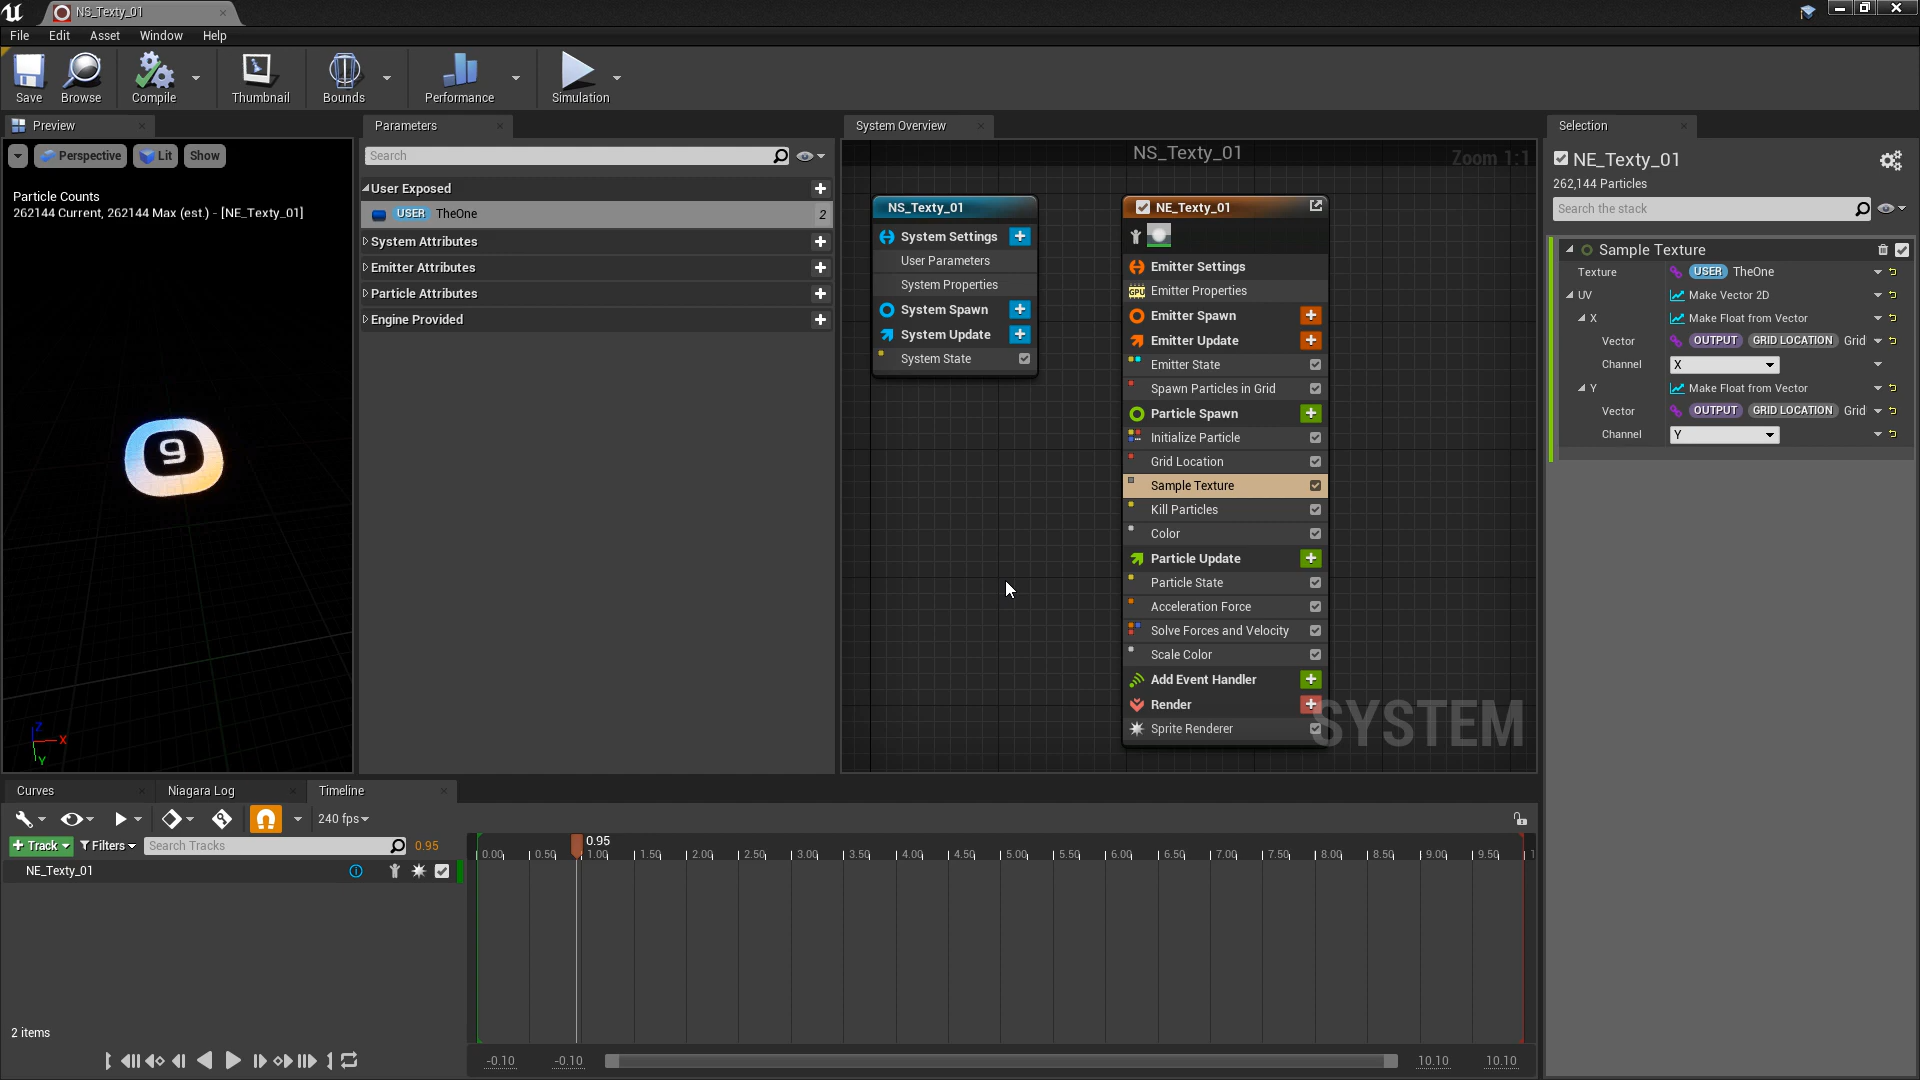 NS_Texty_01
File Edit Asset Window Help
Save Browse Compile Thumbnail Bounds Performance Simulation
Preview
Perspective Lit Show
Particle Counts
262144 Current, 262144 Max (est.) - [NE_Texty_01]
9
Z
X
Y
Parameters
Search
User Exposed
USER TheOne 2
System Attributes
Emitter Attributes
Particle Attributes
Engine Provided
System Overview
NS_Texty_01
Zoom 1:1
NS_Texty_01
System Settings
User Parameters
System Properties
System Spawn
System Update
System State
NE_Texty_01
Emitter Settings
GPU Emitter Properties
Emitter Spawn
Emitter Update
Emitter State
Spawn Particles in Grid
Particle Spawn
Initialize Particle
Grid Location
Sample Texture
Kill Particles
Color
Particle Update
Particle State
Acceleration Force
Solve Forces and Velocity
Scale Color
Add Event Handler
Render
Sprite Renderer
SYSTEM
Selection
NE_Texty_01
262,144 Particles
Search the stack
Sample Texture
Texture USER TheOne
UV Make Vector 2D
X Make Float from Vector
Vector OUTPUT GRID LOCATION Grid
Channel X
Y Make Float from Vector
Vector OUTPUT GRID LOCATION Grid
Channel Y
Curves Niagara Log Timeline
240 fps
+ Track Filters Search Tracks 0.95
NE_Texty_01
2 items
0.95
0.00 0.50 1.00 1.50 2.00 2.50 3.00 3.50 4.00 4.50 5.00 5.50 6.00 6.50 7.00 7.50 8.00 8.50 9.00 9.50 1
-0.10 -0.10 10.10 10.10